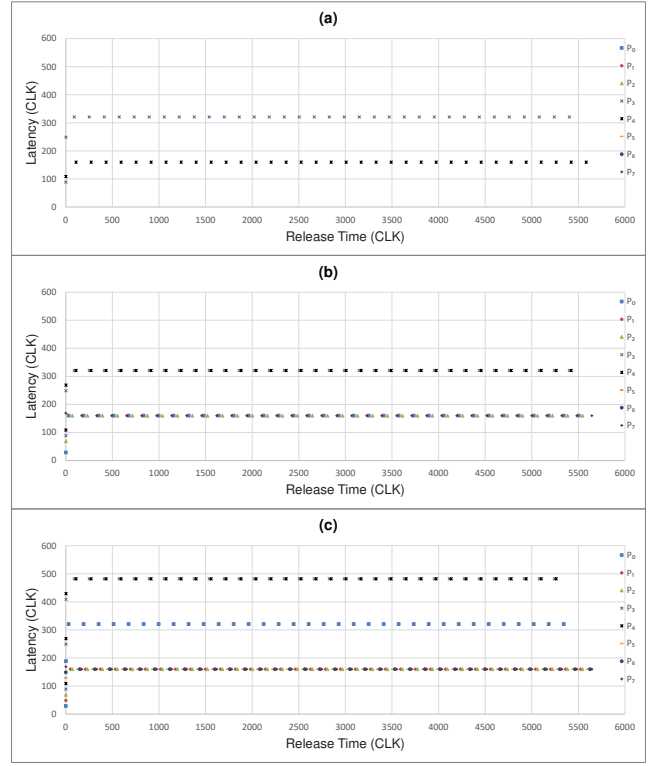 (a)
600
500
400
300
200
100
0
Latency (CLK)
0 500 1000 1500 2000 2500 3000 3500 4000 4500 5000 5500 6000
Release Time (CLK)
P₀
P₁
P₂
P₃
P₄
P₅
P₆
P₇
(b)
600
500
400
300
200
100
0
Latency (CLK)
0 500 1000 1500 2000 2500 3000 3500 4000 4500 5000 5500 6000
Release Time (CLK)
P₀
P₁
P₂
P₃
P₄
P₅
P₆
P₇
(c)
600
500
400
300
200
100
0
Latency (CLK)
0 500 1000 1500 2000 2500 3000 3500 4000 4500 5000 5500 6000
Release Time (CLK)
P₀
P₁
P₂
P₃
P₄
P₅
P₆
P₇